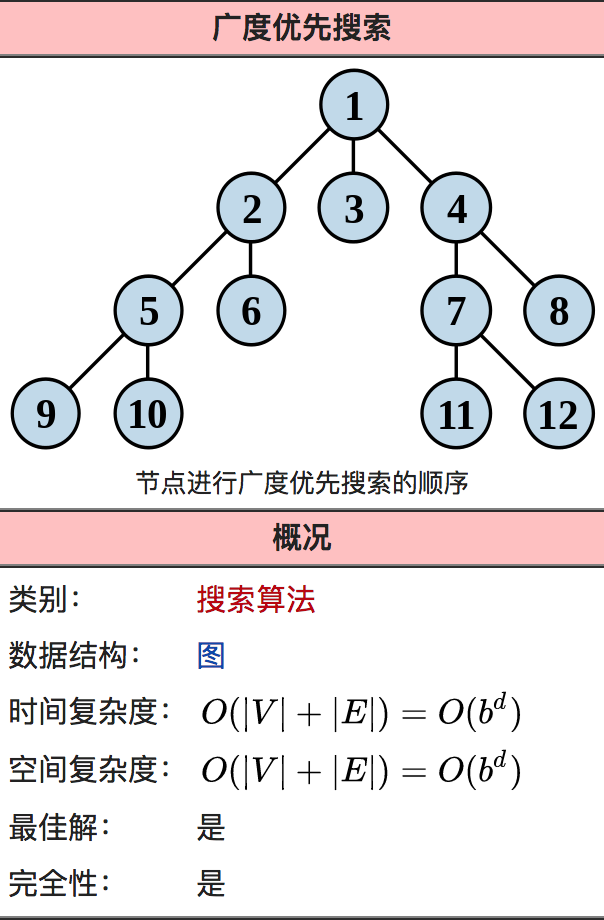 广度优先搜索
1
2 3 4
5 6 7 8
9 10 11 12
节点进行广度优先搜索的顺序
概况
类别： 搜索算法
数据结构： 图
时间复杂度： O(|V| + |E|) = O(b^d)
空间复杂度： O(|V| + |E|) = O(b^d)
最佳解： 是
完全性： 是